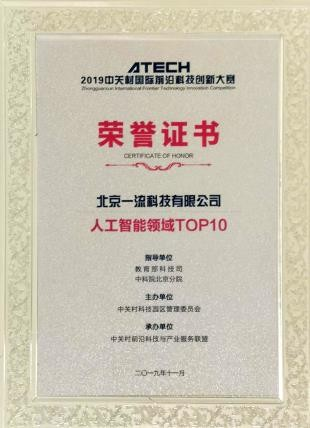 ATECH
2019中关村国际前沿科技创新大赛
Zhongguancun International Frontier Technology Innovation Competition
荣誉证书
CERTIFICATE OF HONOR
北京一流科技有限公司
人工智能领域TOP10
指导单位
教育部科技司
中科院北京分院
主办单位
中关村科技园区管理委员会
承办单位
中关村前沿科技与产业服务联盟
二〇一九年十一月